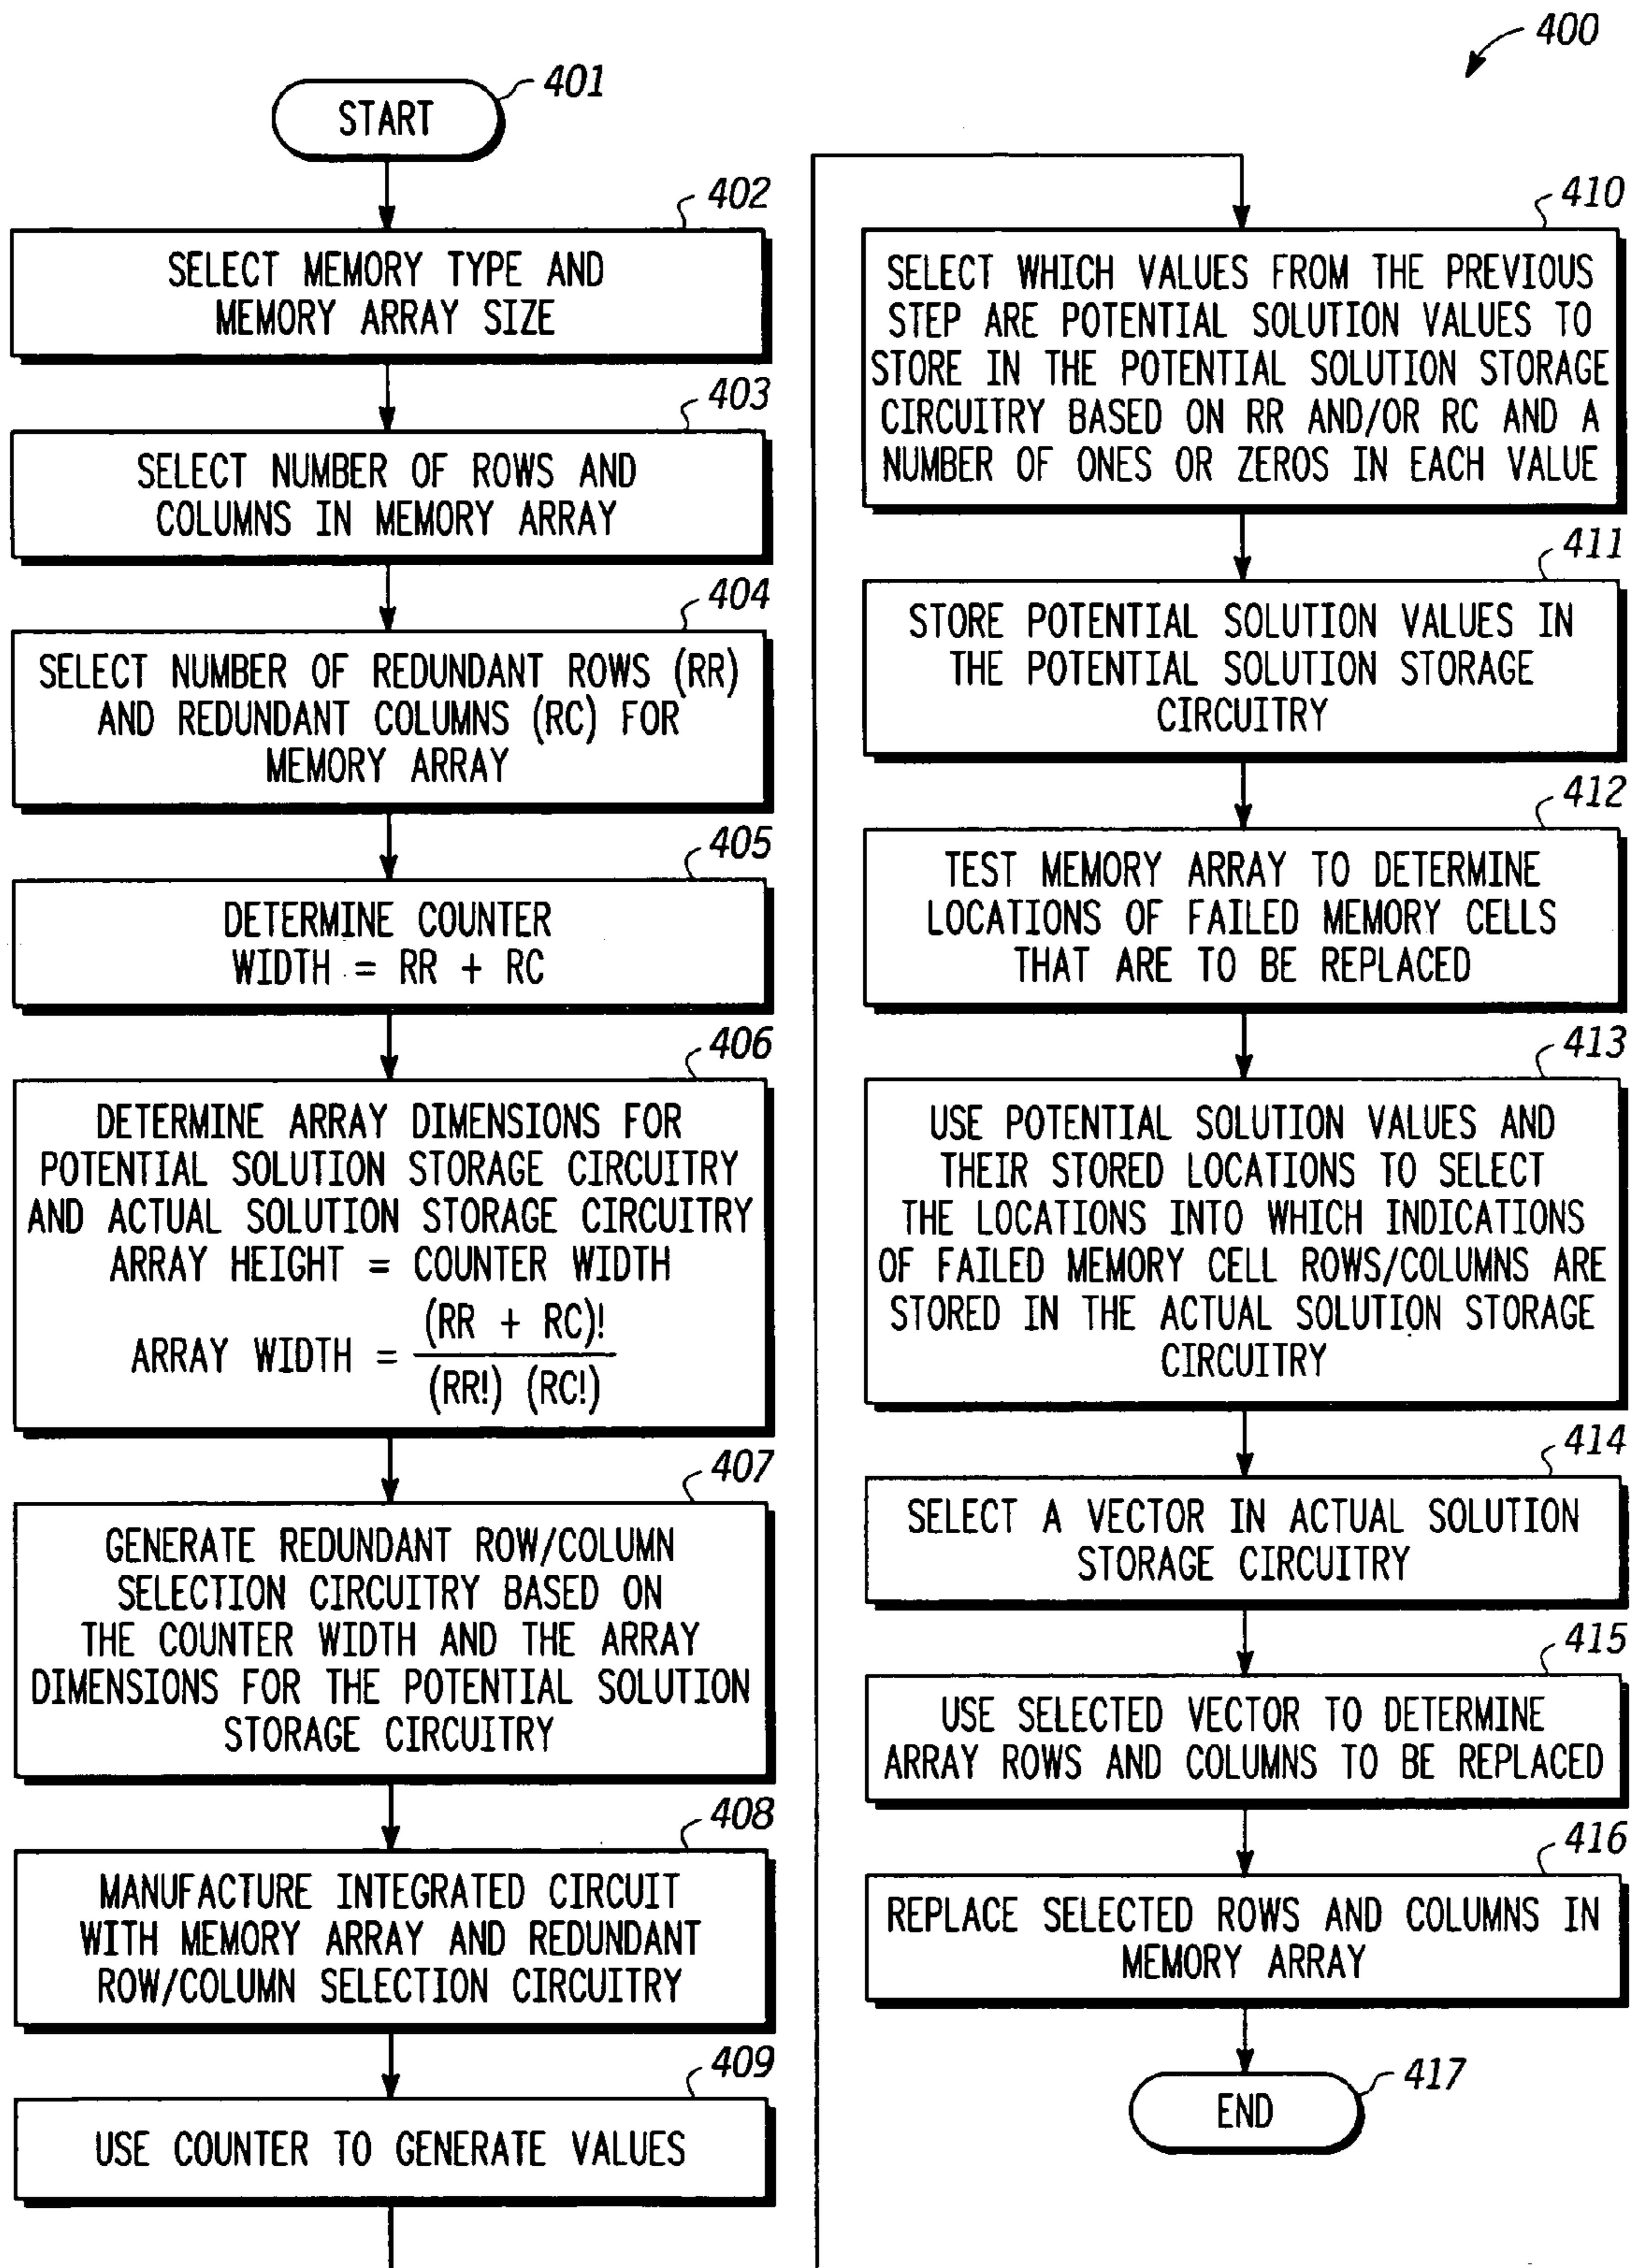 400
401
START
402
SELECT MEMORY TYPE AND
MEMORY ARRAY SIZE
403
SELECT NUMBER OF ROWS AND
COLUMNS IN MEMORY ARRAY
404
SELECT NUMBER OF REDUNDANT ROWS (RR)
AND REDUNDANT COLUMNS (RC) FOR
MEMORY ARRAY
405
DETERMINE COUNTER
WIDTH = RR + RC
406
DETERMINE ARRAY DIMENSIONS FOR
POTENTIAL SOLUTION STORAGE CIRCUITRY
AND ACTUAL SOLUTION STORAGE CIRCUITRY
ARRAY HEIGHT = COUNTER WIDTH
ARRAY WIDTH = (RR + RC)!
(RR!) (RC!)
407
GENERATE REDUNDANT ROW/COLUMN
SELECTION CIRCUITRY BASED ON
THE COUNTER WIDTH AND THE ARRAY
DIMENSIONS FOR THE POTENTIAL SOLUTION
STORAGE CIRCUITRY
408
MANUFACTURE INTEGRATED CIRCUIT
WITH MEMORY ARRAY AND REDUNDANT
ROW/COLUMN SELECTION CIRCUITRY
409
USE COUNTER TO GENERATE VALUES
410
SELECT WHICH VALUES FROM THE PREVIOUS
STEP ARE POTENTIAL SOLUTION VALUES TO
STORE IN THE POTENTIAL SOLUTION STORAGE
CIRCUITRY BASED ON RR AND/OR RC AND A
NUMBER OF ONES OR ZEROS IN EACH VALUE
411
STORE POTENTIAL SOLUTION VALUES IN
THE POTENTIAL SOLUTION STORAGE
CIRCUITRY
412
TEST MEMORY ARRAY TO DETERMINE
LOCATIONS OF FAILED MEMORY CELLS
THAT ARE TO BE REPLACED
413
USE POTENTIAL SOLUTION VALUES AND
THEIR STORED LOCATIONS TO SELECT
THE LOCATIONS INTO WHICH INDICATIONS
OF FAILED MEMORY CELL ROWS/COLUMNS ARE
STORED IN THE ACTUAL SOLUTION STORAGE
CIRCUITRY
414
SELECT A VECTOR IN ACTUAL SOLUTION
STORAGE CIRCUITRY
415
USE SELECTED VECTOR TO DETERMINE
ARRAY ROWS AND COLUMNS TO BE REPLACED
416
REPLACE SELECTED ROWS AND COLUMNS IN
MEMORY ARRAY
417
END